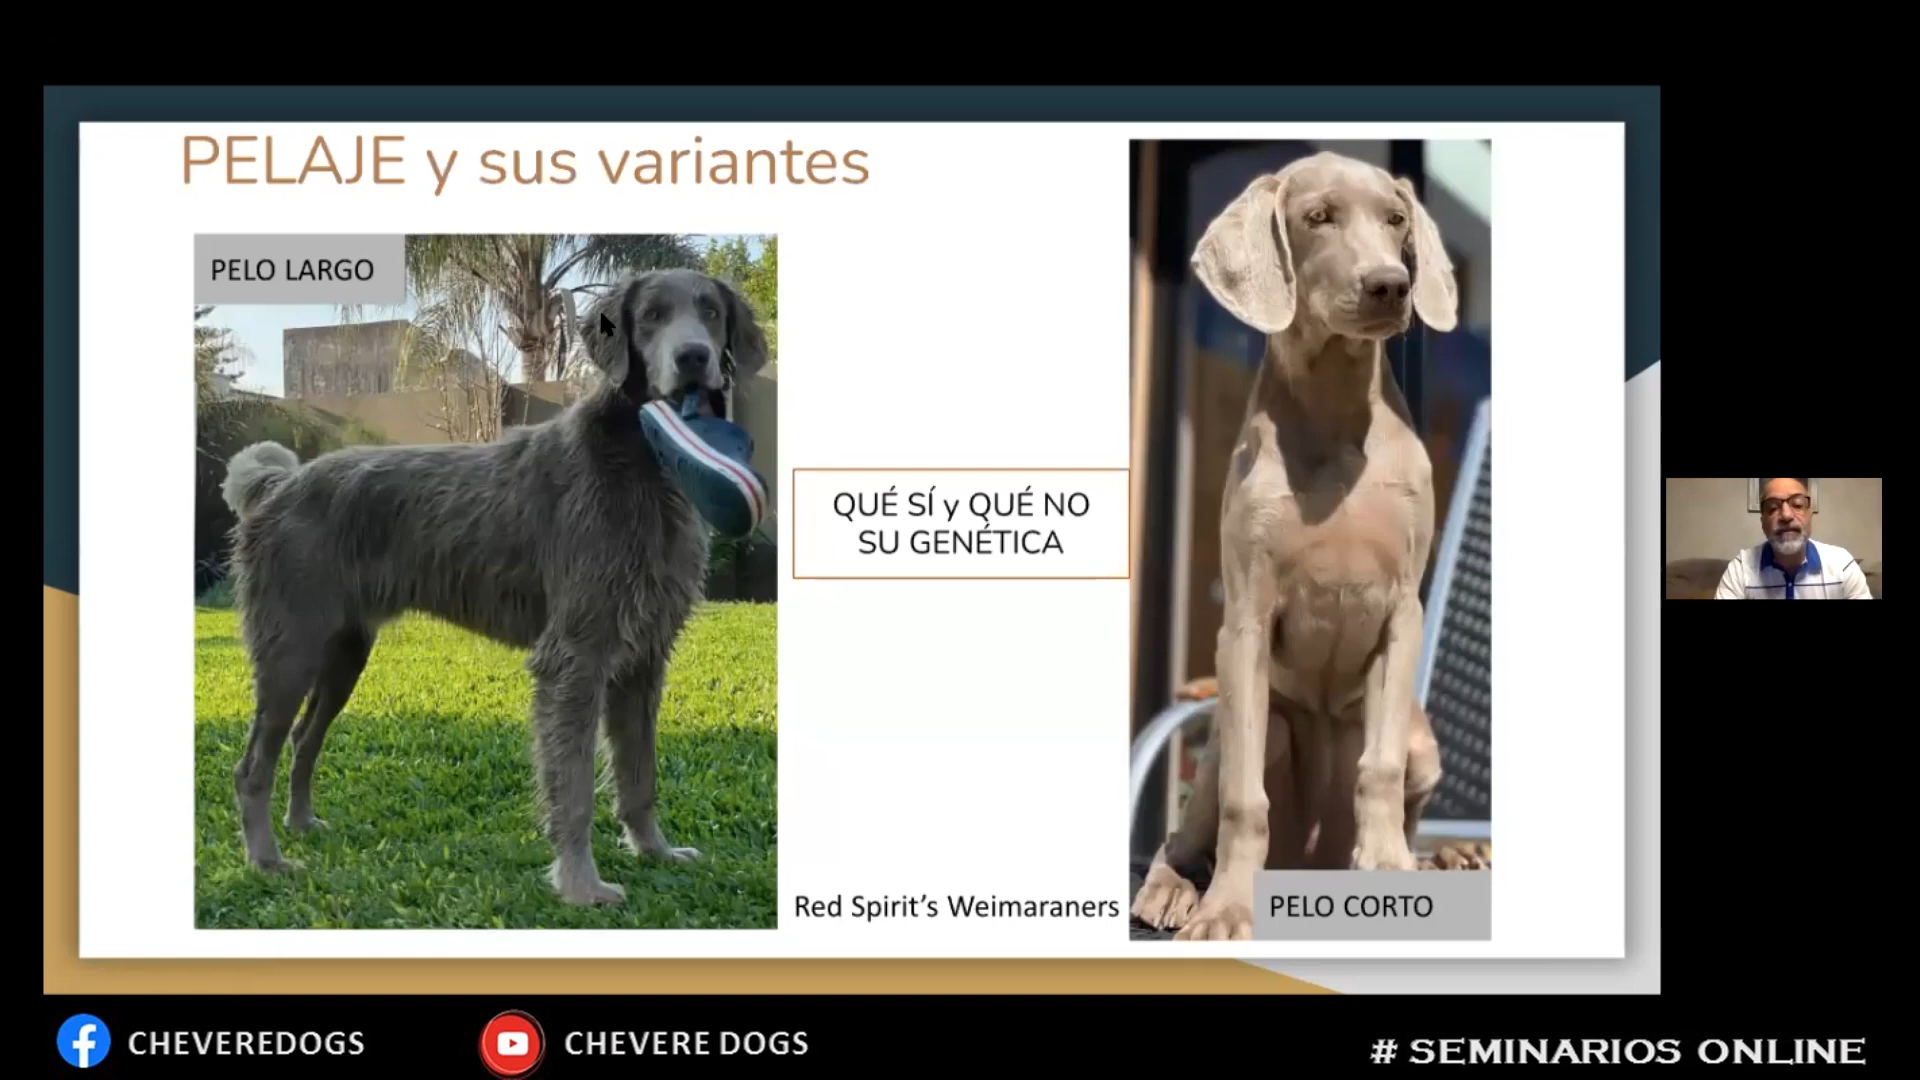 PELAJE y sus variantes
PELO LARGO
QUÉ SÍ y QUÉ NO
SU GENÉTICA
Red Spirit's Weimaraners
PELO CORTO
CHEVEREDOGS
CHEVERE DOGS
# SEMINARIOS ONLINE